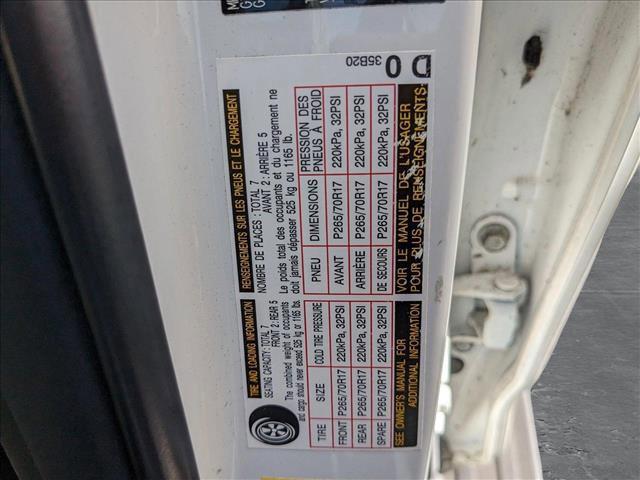 TIRE AND LOADING INFORMATION
SEATING CAPACITY: TOTAL 7
FRONT 2: REAR 5
The combined weight of occupants
and cargo should never exceed 525 kg or 1165 lbs.
TIRE SIZE COLD TIRE PRESSURE
FRONT P265/70R17 220kPa, 32PSI
REAR P265/70R17 220kPa, 32PSI
SPARE P265/70R17 220kPa, 32PSI
SEE OWNER'S MANUAL FOR
ADDITIONAL INFORMATION
RENSEIGNEMENTS SUR LES PNEUS ET LE CHARGEMENT
NOMBRE DE PLACES : TOTAL 7
AVANT 2 : ARRIÈRE 5
Le poids total des occupants et du chargement ne
doit jamais dépasser 525 kg ou 1165 lb.
PNEU DIMENSIONS PRESSION DES
PNEUS À FROID
AVANT P265/70R17 220kPa, 32PSI
ARRIÈRE P265/70R17 220kPa, 32PSI
DE SECOURS P265/70R17 220kPa, 32PSI
VOIR LE MANUEL DE L'USAGER
POUR PLUS DE RENSEIGNEMENTS
35B20
D 0